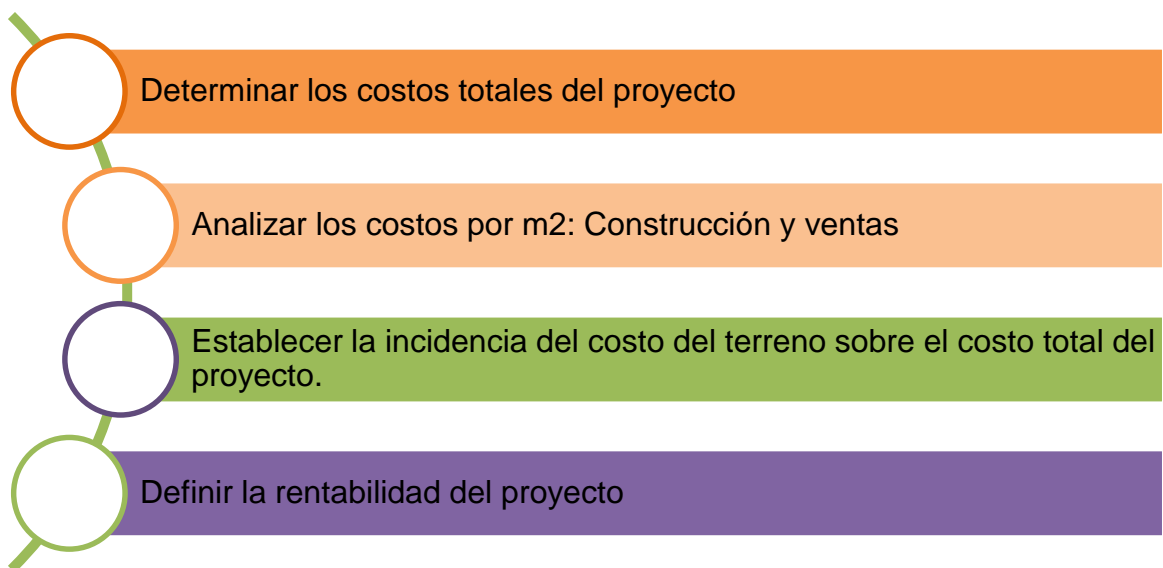 Determinar los costos totales del proyecto
Analizar los costos por m2: Construcción y ventas
Establecer la incidencia del costo del terreno sobre el costo total del
proyecto.
Definir la rentabilidad del proyecto